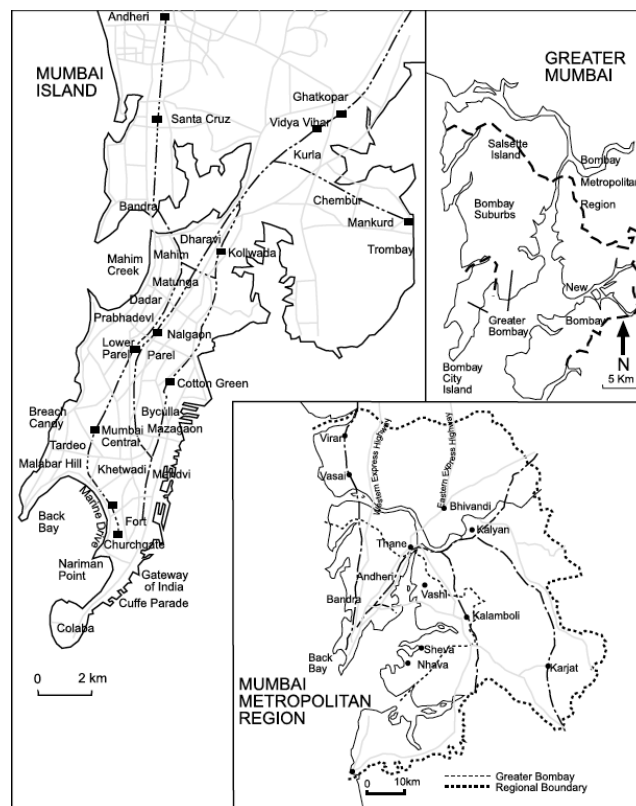 Andheri
MUMBAI
ISLAND
Ghatkopar
Santa Cruz
Vidya Vihar
Kurla
Bandra
Chembur
Mankurd
Dharavi
Mahim
Kollwada
Trombay
Mahim
Creek
Matunga
Dadar
Prabhadevi
Nalgaon
Lower
Parel
Parel
Cotton Green
Breach
Candy
Byculla
Mumbai
Central
Mazagaon
Tardeo
Malabar Hill
Khetwadi
Mendvi
Back
Bay
Marine Drive
Fort
Churchgate
Nariman
Point
Gateway
of India
Cuffe Parade
Colaba
0 2 km
GREATER
MUMBAI
Salsette
Island
Bombay
Metropolitan
Region
Bombay
Suburbs
New
Bombay
Greater
Bombay
Bombay
City
Island
N
5 Km
Virar
Vasai
Western Express Highway
Eastern Express Highway
Bhivandi
Kalyan
Thane
Andheri
Vashi
Bandra
Kalamboli
Back
Bay
Sheva
Nhava
Karjat
MUMBAI
METROPOLITAN
REGION
0 10km
Greater Bombay
Regional Boundary